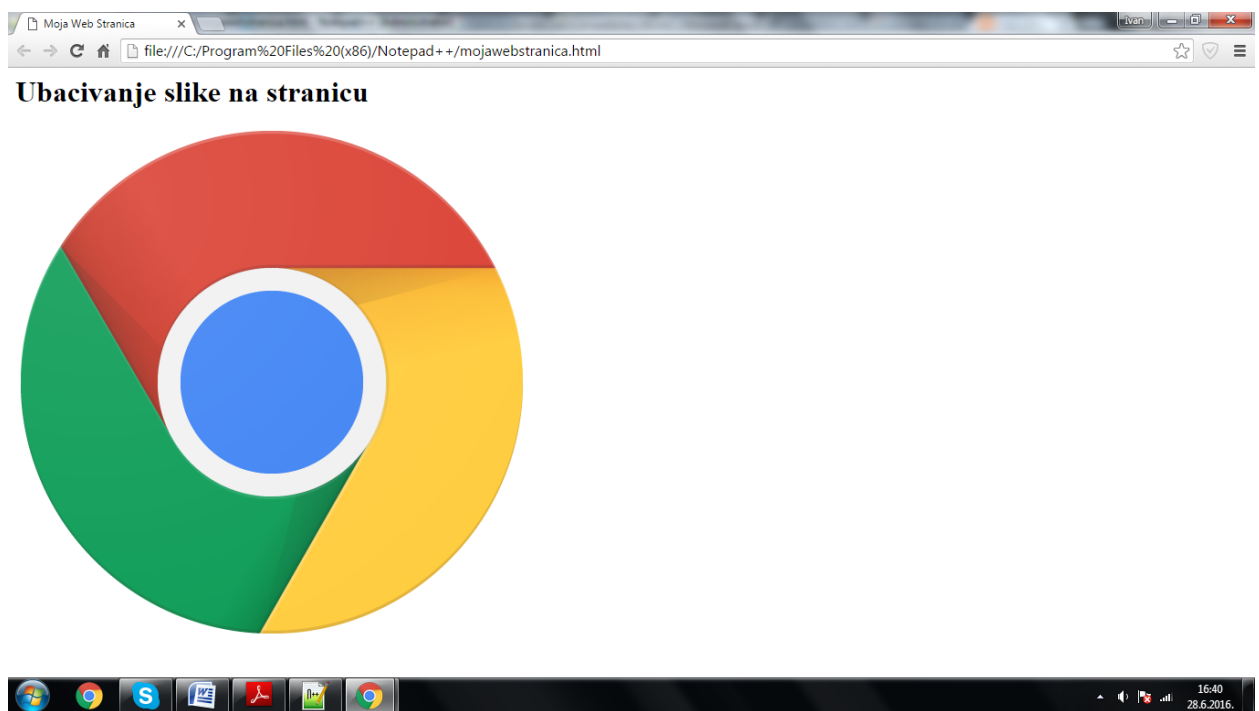 Moja Web Stranica
Ivan
file:///C:/Program%20Files%20(x86)/Notepad++/mojawebstranica.html
Ubacivanje slike na stranicu
16:40
28.6.2016.